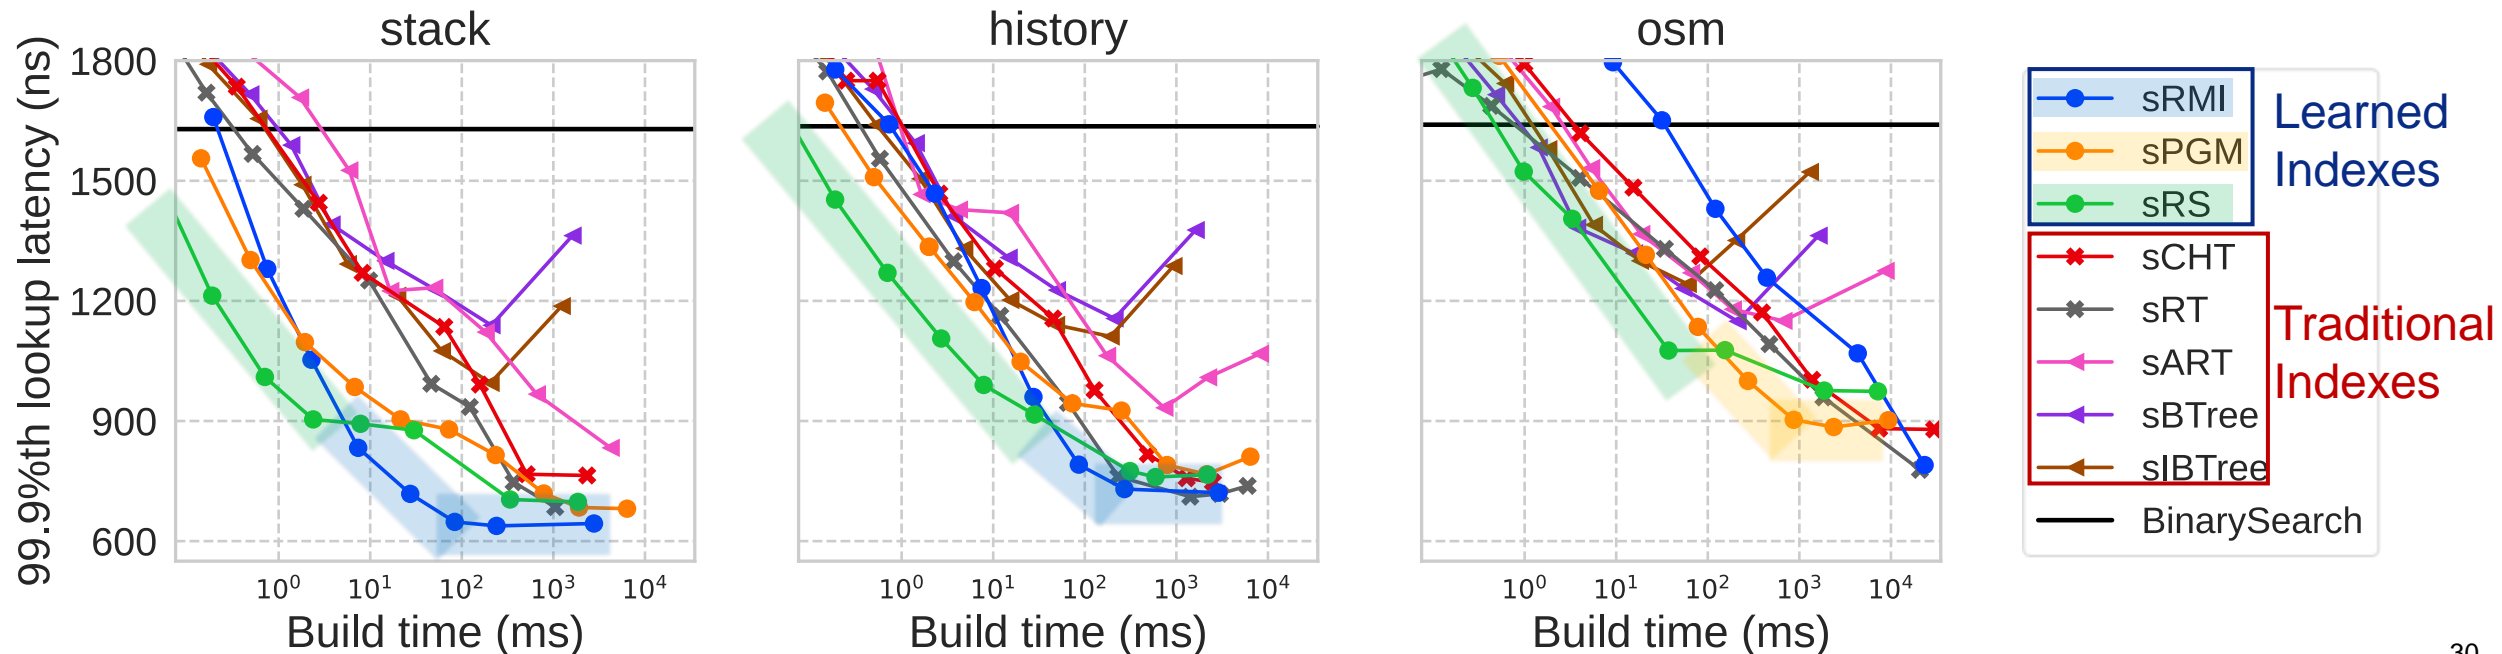 stack
history
osm
99.9%th lookup latency (ns)
1800
1500
1200
900
600
10⁰ 10¹ 10² 10³ 10⁴
Build time (ms)
10⁰ 10¹ 10² 10³ 10⁴
Build time (ms)
10⁰ 10¹ 10² 10³ 10⁴
Build time (ms)
sRMI
sPGM
sRS
sCHT
sRT
sART
sBTree
sIBTree
BinarySearch
Learned
Indexes
Traditional
Indexes
30